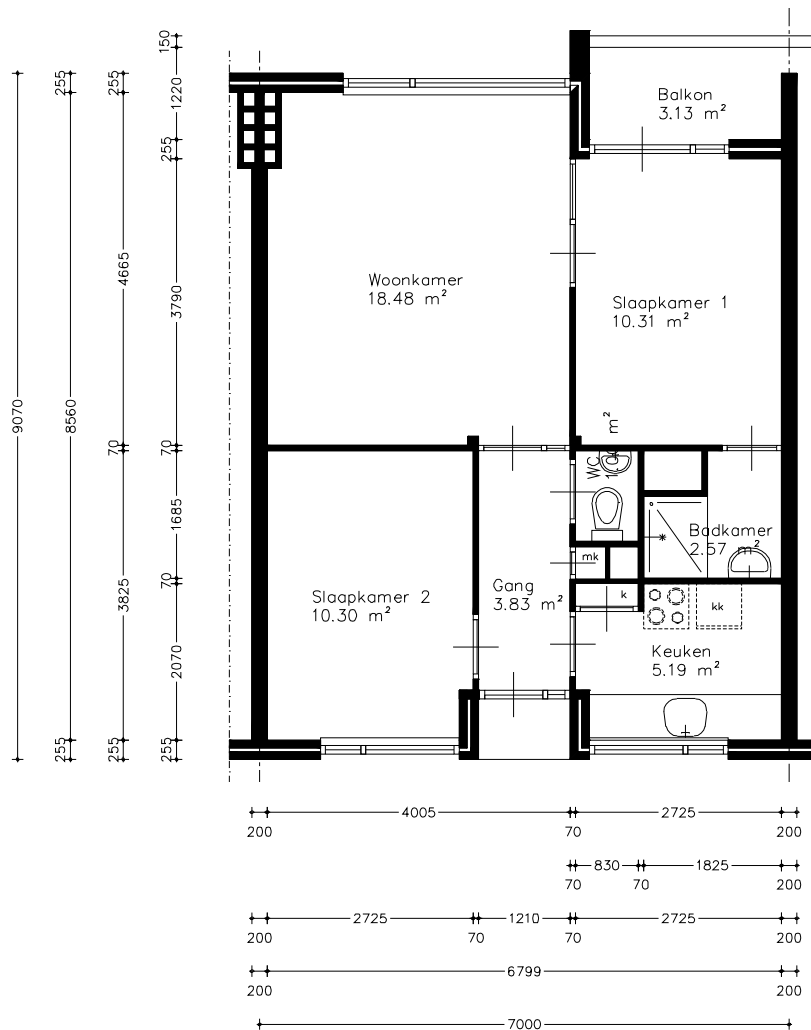 150
255
255
1220
Balkon
3.13 m²
255
Woonkamer
18.48 m²
4665
3790
Slaapkamer 1
10.31 m²
9070
8560
70
70
WC
m²
1685
mk
Badkamer
2.57 m²
70
3825
Slaapkamer 2
10.30 m²
Gang
3.83 m²
k
kk
Keuken
5.19 m²
2070
255
255
255
4005
2725
200
70
200
830
1825
70
70
200
2725
1210
2725
200
70
70
200
6799
200
200
7000